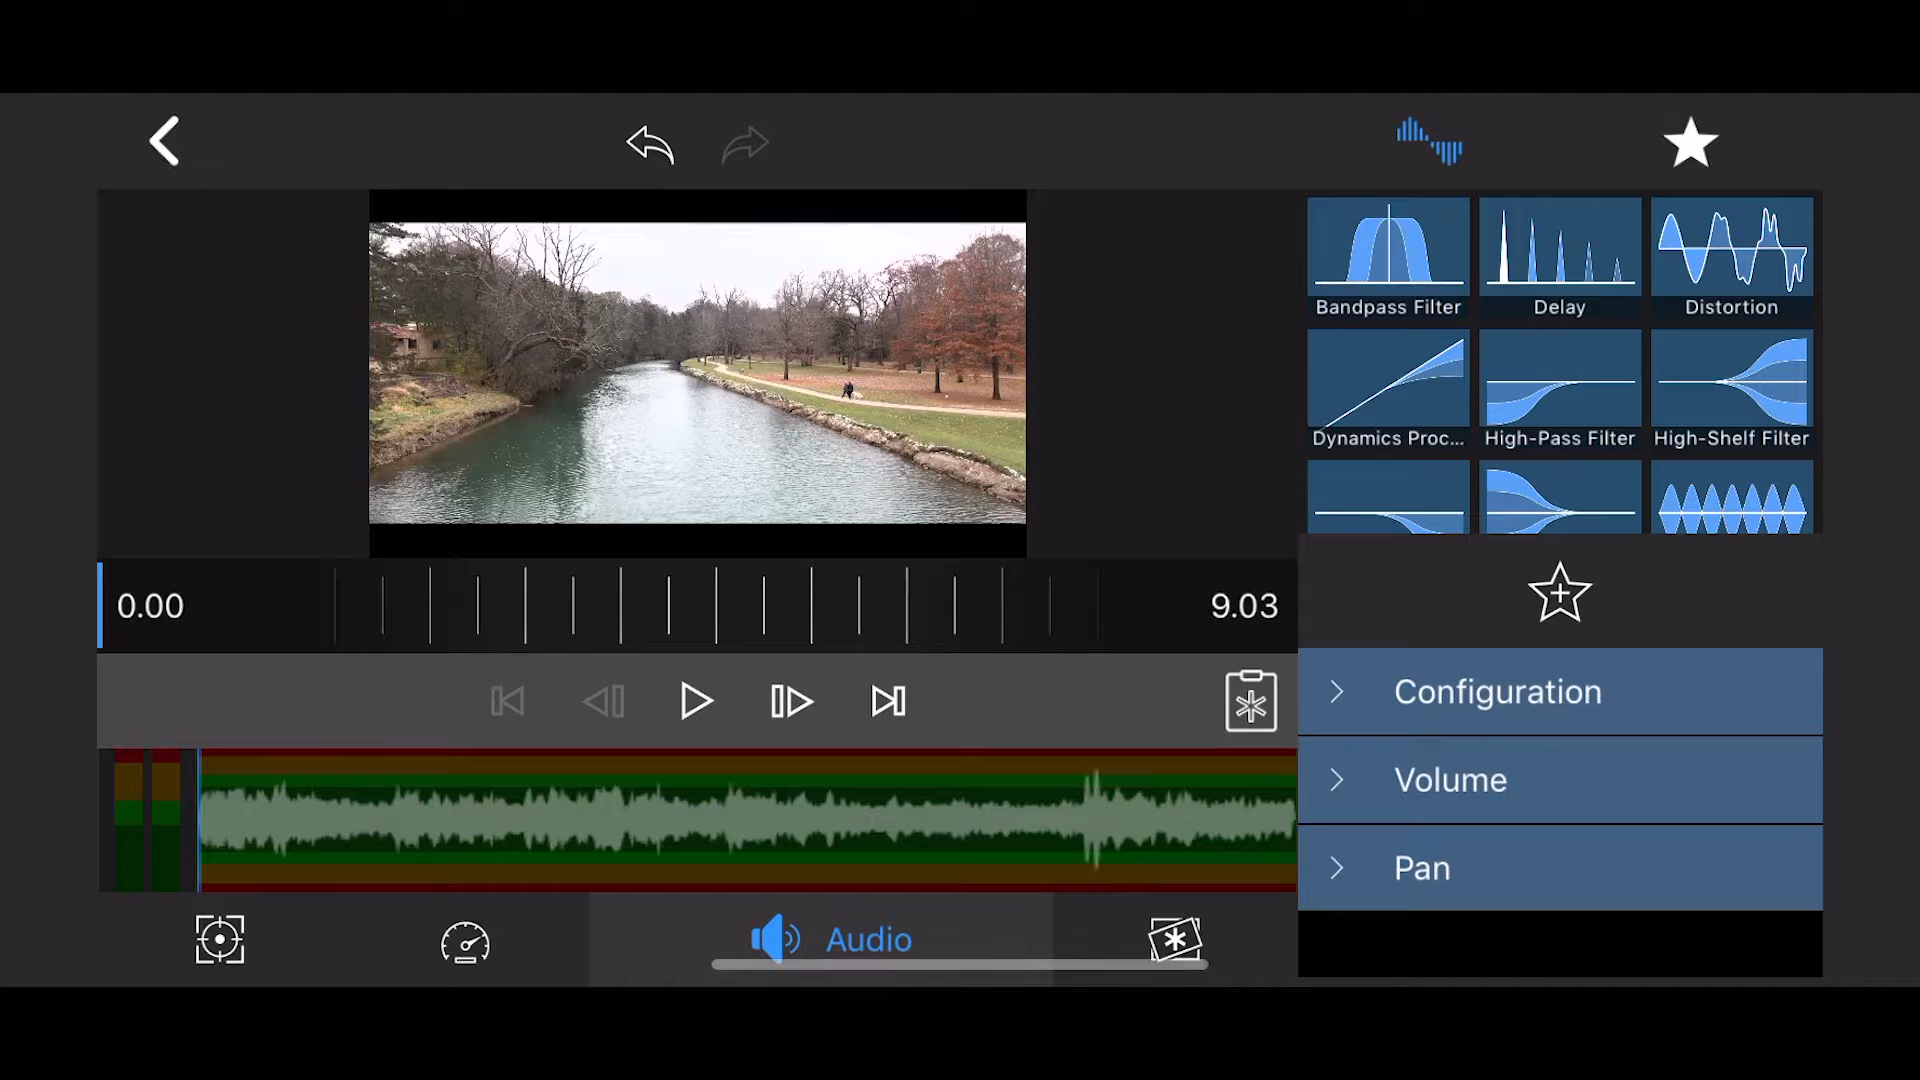 Bandpass Filter
Delay
Distortion
Dynamics Proc...
High-Pass Filter
High-Shelf Filter
0.00
9.03
Configuration
Volume
Pan
Audio